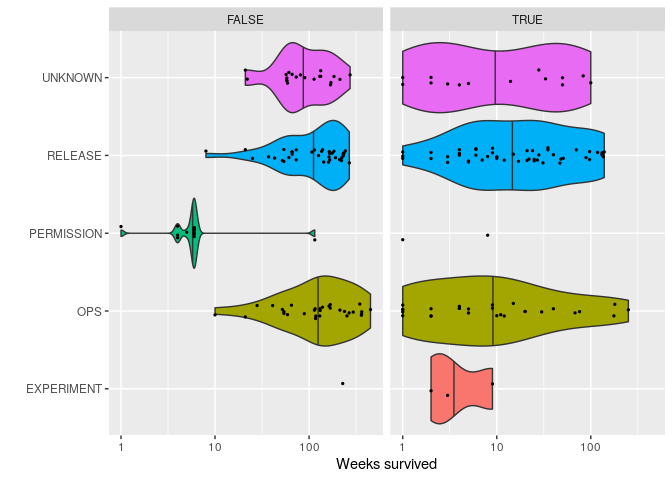 FALSE TRUE
UNKNOWN
RELEASE
PERMISSION
OPS
EXPERIMENT
1 10 100 1 10 100
Weeks survived